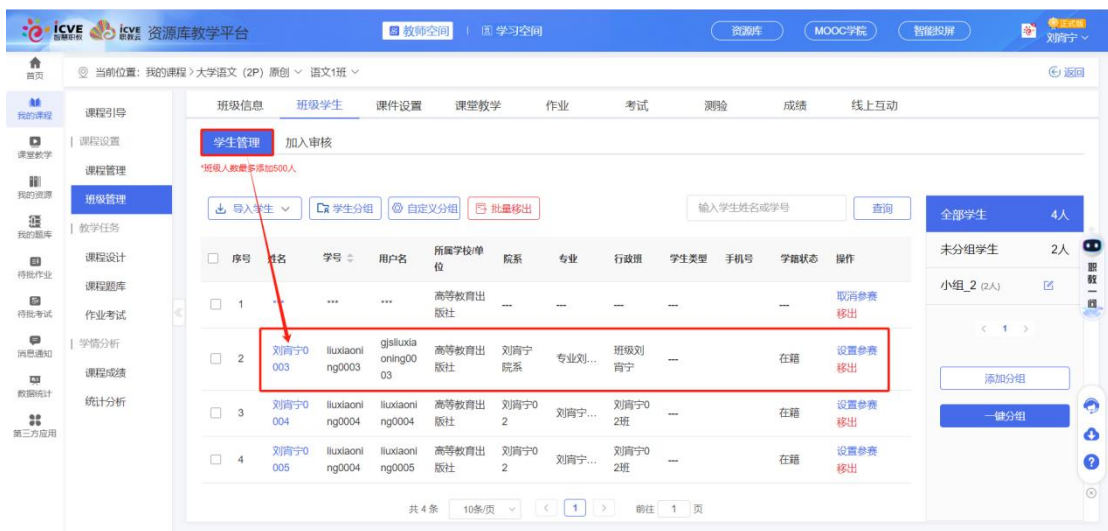 icve 智慧职教 icve 职教云 资源库教学平台 教师空间 | 学习空间 资源库 MOOC学院 智能投屏 正式版 刘宵宁
首页 当前位置：我的课程 > 大学语文（2P）原创 语文1班 返回
我的课程 课程引导 班级信息 班级学生 课件设置 课堂教学 作业 考试 测验 成绩 线上互动
课堂教学 | 课程设置 学生管理 加入审核
我的资源 课程管理 *班级人数最多添加500人
我的题库 班级管理 导入学生 学生分组 自定义分组 批量移出 输入学生姓名或学号 查询 全部学生 4人
待批作业 | 教学任务 未分组学生 2人
待批考试 课程设计 小组_2 (2人)
消息通知 课程题库 < 1 >
数据统计 作业考试 添加分组
第三方应用 | 学情分析 一键分组
课程成绩 职教一问
统计分析
序号 姓名 学号 用户名 所属学校/单位 院系 专业 行政班 学生类型 手机号 学籍状态 操作
1 *** *** *** 高等教育出版社 --- --- --- --- --- 取消参赛 移出
2 刘宵宁0003 liuxiaoning0003 gjsliuxiaoning0003 高等教育出版社 刘宵宁院系 专业刘... 班级刘宵宁 --- 在籍 设置参赛 移出
3 刘宵宁0004 liuxiaoning0004 liuxiaoning0004 高等教育出版社 刘宵宁02 刘宵宁... 刘宵宁02班 --- 在籍 设置参赛 移出
4 刘宵宁0005 liuxiaoning0004 liuxiaoning0005 高等教育出版社 刘宵宁02 刘宵宁... 刘宵宁02班 --- 在籍 设置参赛 移出
共 4 条 10条/页 < 1 > 前往 1 页